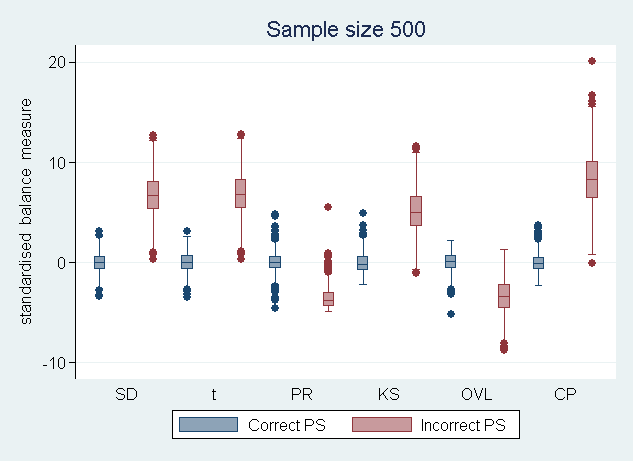 Sample size 500
standardised balance measure
20
10
0
-10
SD t PR KS OVL CP
Correct PS Incorrect PS